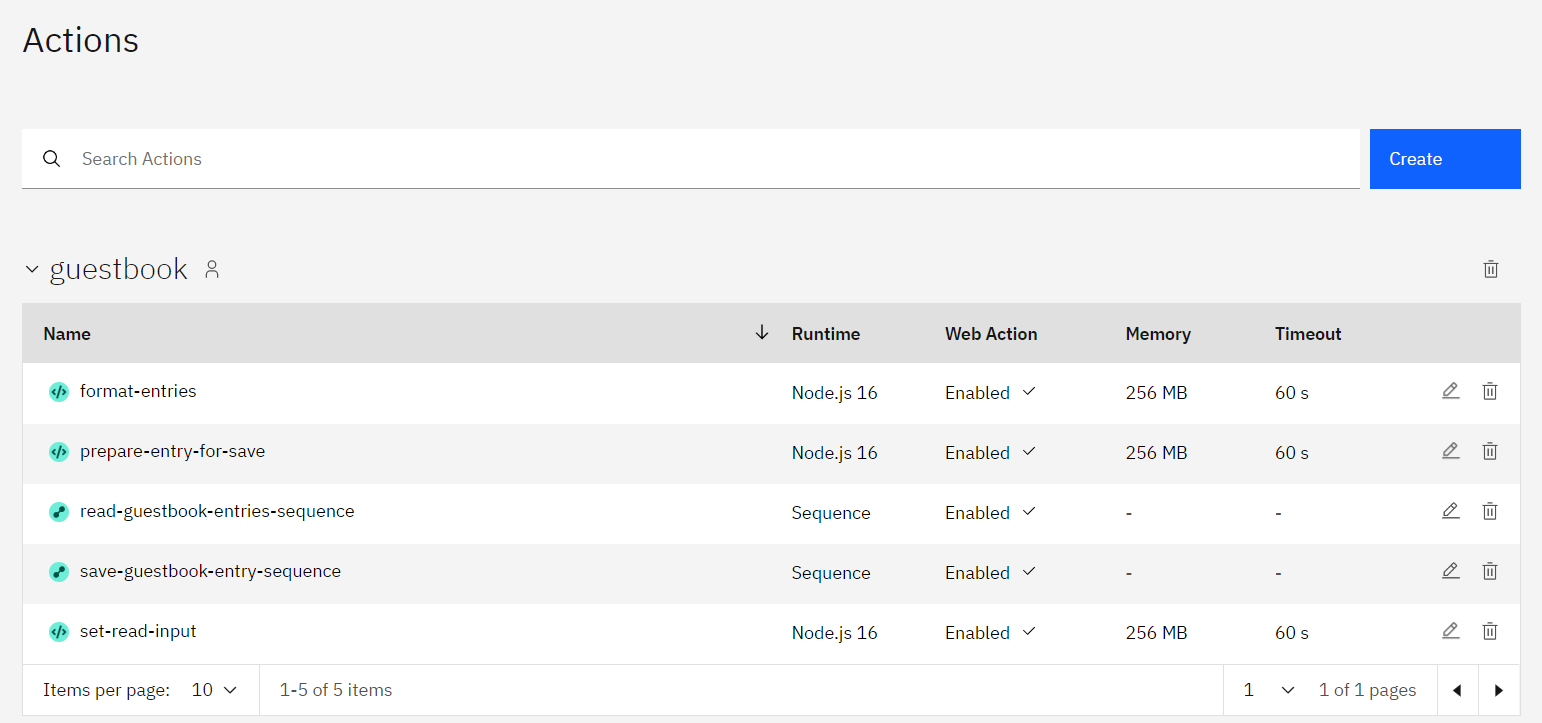 Actions
Search Actions
Create
guestbook
Name Runtime Web Action Memory Timeout
format-entries Node.js 16 Enabled 256 MB 60 s
prepare-entry-for-save Node.js 16 Enabled 256 MB 60 s
read-guestbook-entries-sequence Sequence Enabled - -
save-guestbook-entry-sequence Sequence Enabled - -
set-read-input Node.js 16 Enabled 256 MB 60 s
Items per page: 10 1-5 of 5 items 1 1 of 1 pages